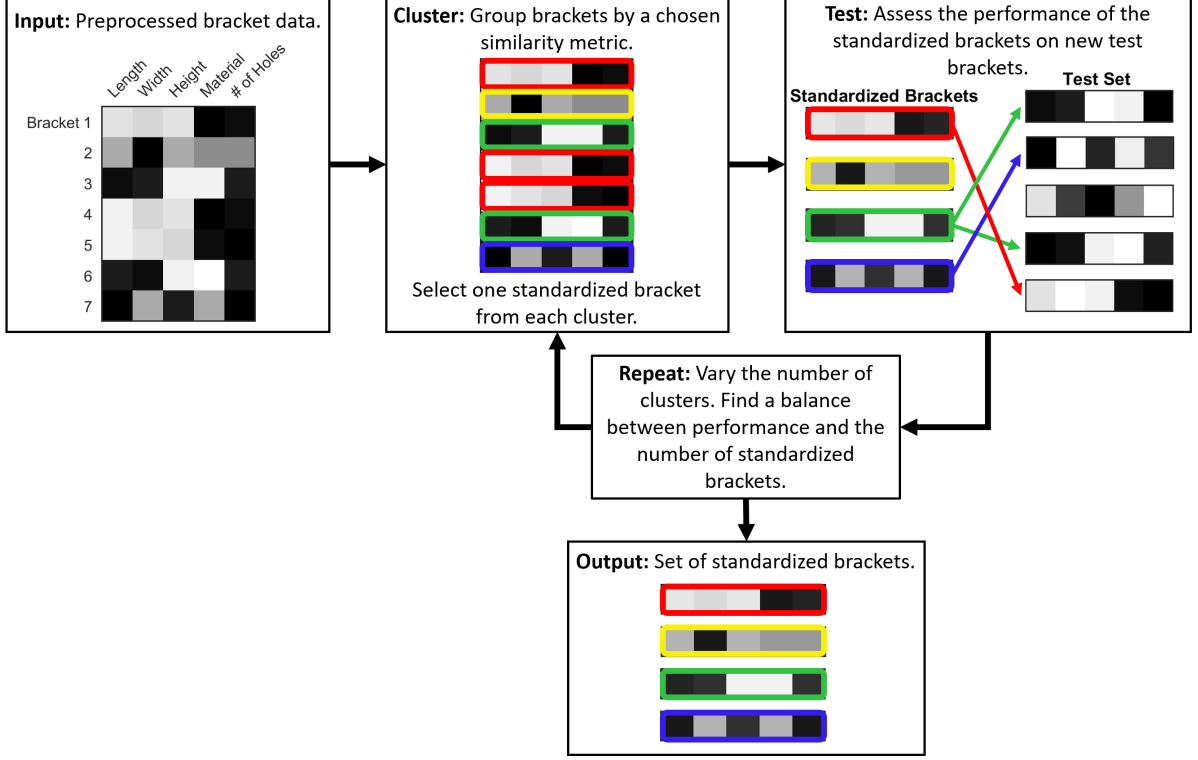 Input: Preprocessed bracket data.
Length
Width
Height
Material
# of Holes
Bracket 1
2
3
4
5
6
7
Cluster: Group brackets by a chosen
similarity metric.
Select one standardized bracket
from each cluster.
Test: Assess the performance of the
standardized brackets on new test
brackets.
Standardized Brackets
Test Set
Repeat: Vary the number of
clusters. Find a balance
between performance and the
number of standardized
brackets.
Output: Set of standardized brackets.